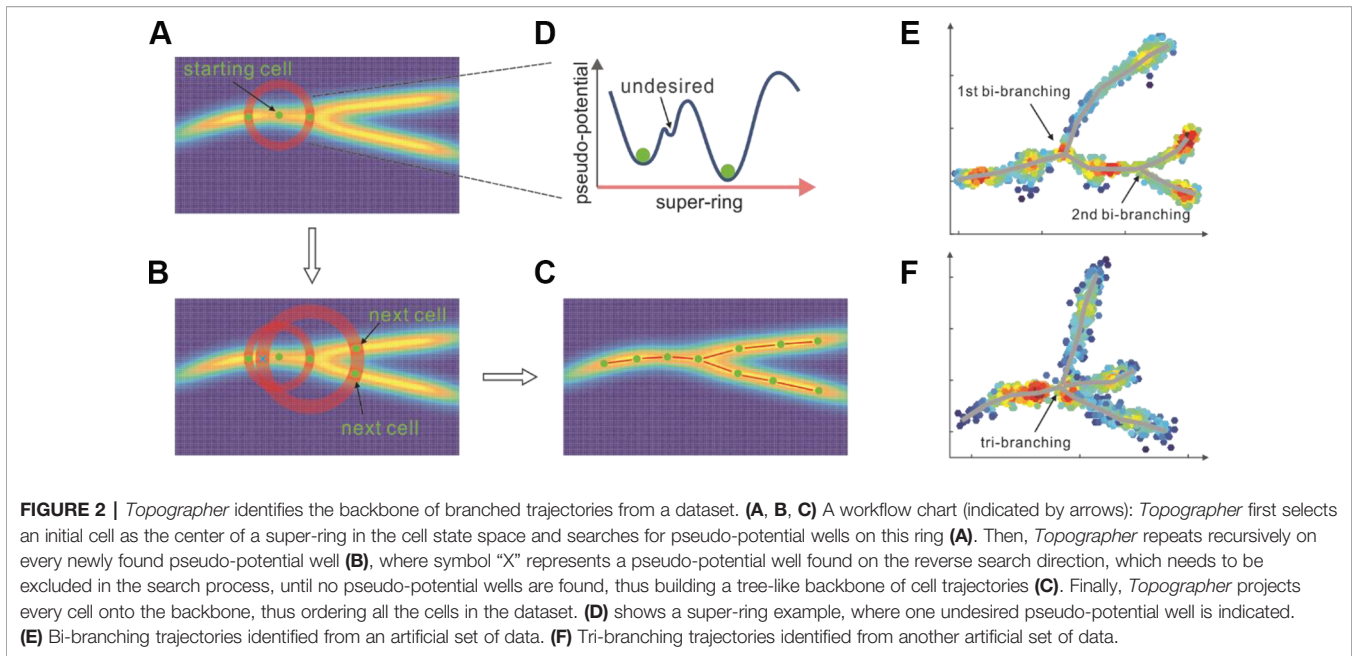 A
starting cell
D
pseudo-potential
undesired
super-ring
E
1st bi-branching
2nd bi-branching
B
next cell
next cell
C
F
tri-branching
FIGURE 2 | Topographer identifies the backbone of branched trajectories from a dataset. (A, B, C) A workflow chart (indicated by arrows): Topographer first selects
an initial cell as the center of a super-ring in the cell state space and searches for pseudo-potential wells on this ring (A). Then, Topographer repeats recursively on
every newly found pseudo-potential well (B), where symbol “X” represents a pseudo-potential well found on the reverse search direction, which needs to be
excluded in the search process, until no pseudo-potential wells are found, thus building a tree-like backbone of cell trajectories (C). Finally, Topographer projects
every cell onto the backbone, thus ordering all the cells in the dataset. (D) shows a super-ring example, where one undesired pseudo-potential well is indicated.
(E) Bi-branching trajectories identified from an artificial set of data. (F) Tri-branching trajectories identified from another artificial set of data.